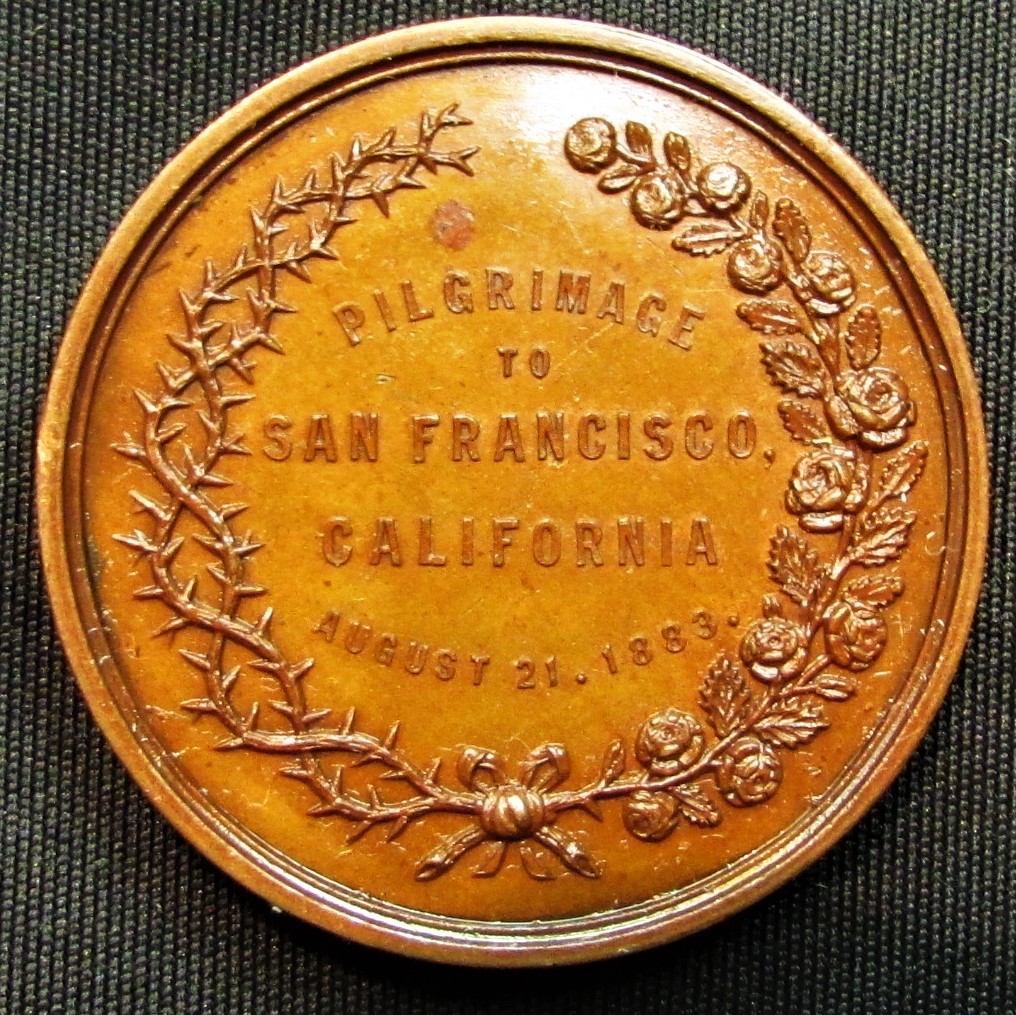 PILGRIMAGE
TO
SAN FRANCISCO,
CALIFORNIA
AUGUST 21. 1883.